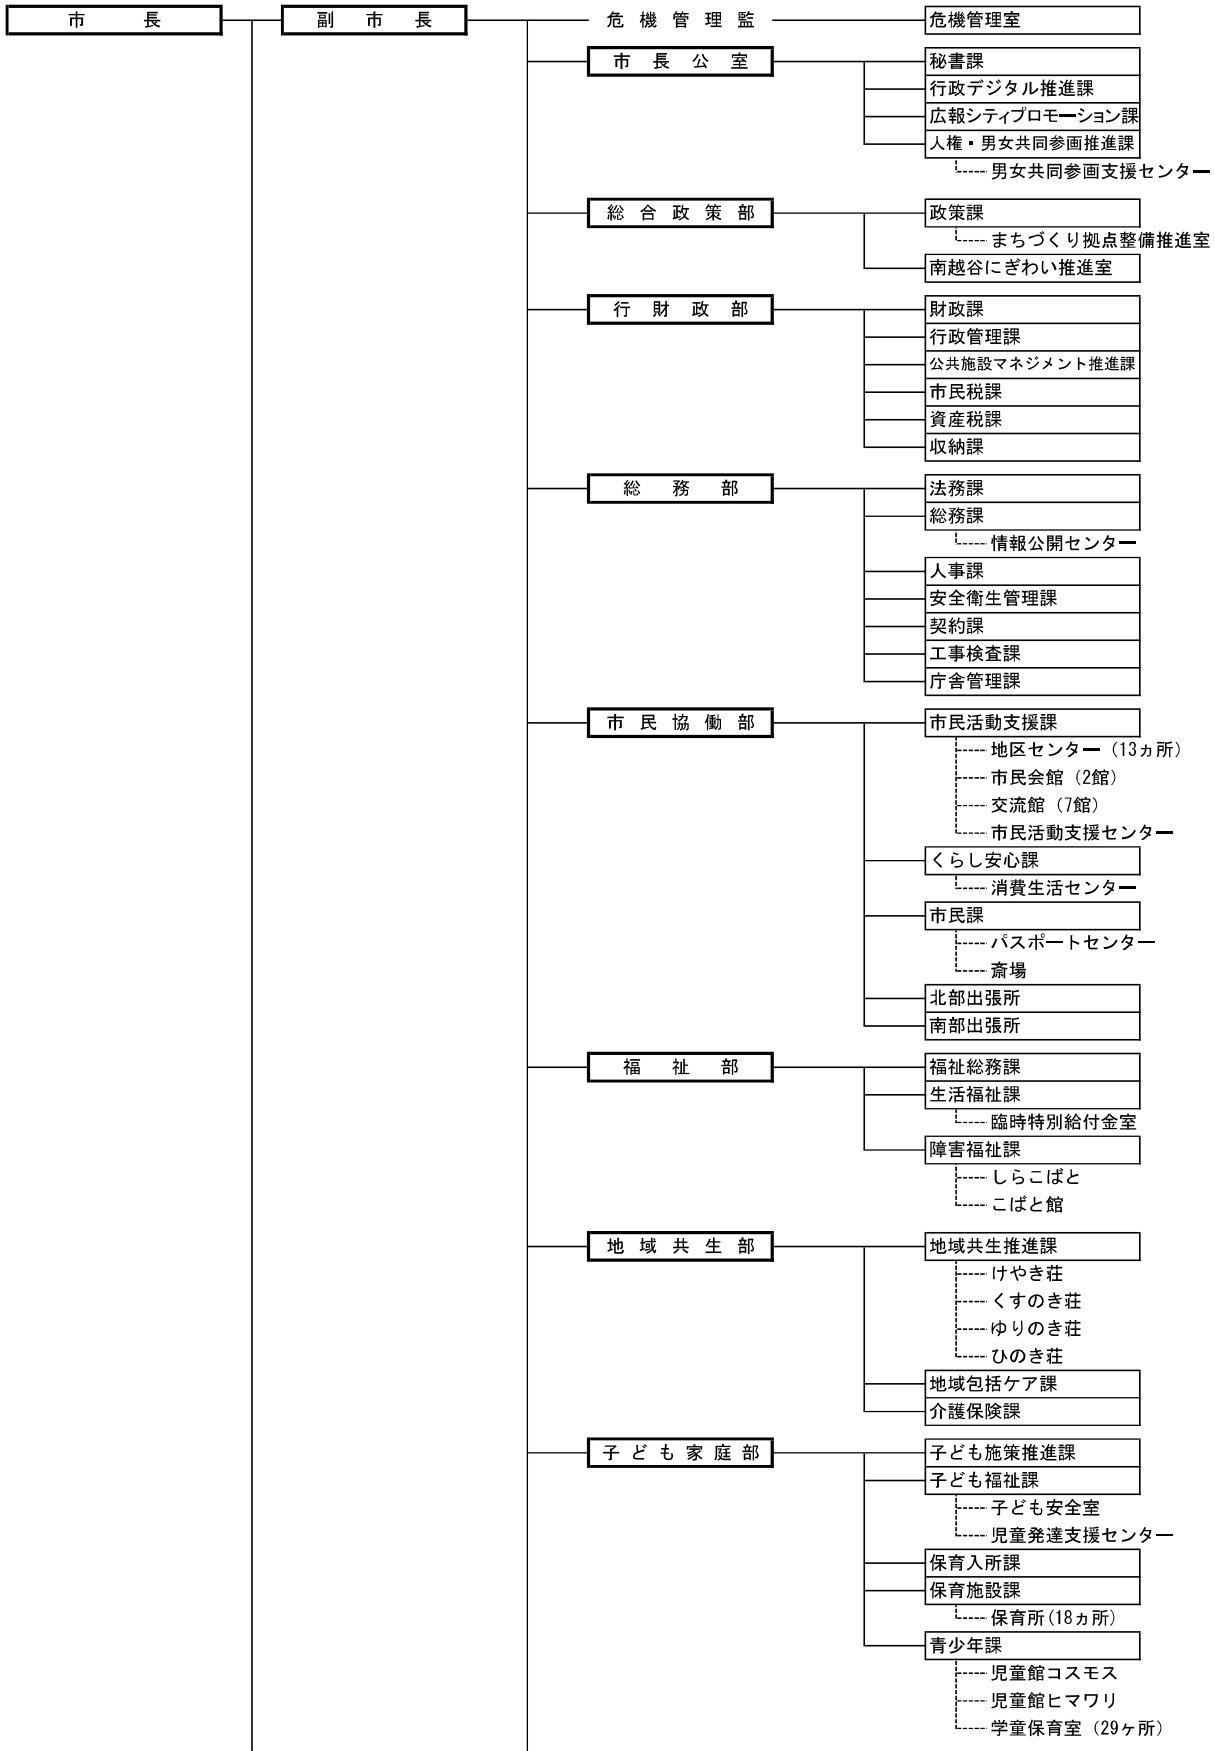 市長
副市長
危機管理監
危機管理室
市長公室
秘書課
行政デジタル推進課
広報シティプロモーション課
人権・男女共同参画推進課
男女共同参画支援センター
総合政策部
政策課
まちづくり拠点整備推進室
南越谷にぎわい推進室
行財政部
財政課
行政管理課
公共施設マネジメント推進課
市民税課
資産税課
収納課
総務部
法務課
総務課
情報公開センター
人事課
安全衛生管理課
契約課
工事検査課
庁舎管理課
市民協働部
市民活動支援課
地区センター（13ヵ所）
市民会館（2館）
交流館（7館）
市民活動支援センター
くらし安心課
消費生活センター
市民課
パスポートセンター
斎場
北部出張所
南部出張所
福祉部
福祉総務課
生活福祉課
臨時特別給付金室
障害福祉課
しらこばと
こばと館
地域共生部
地域共生推進課
けやき荘
くすのき荘
ゆりのき荘
ひのき荘
地域包括ケア課
介護保険課
子ども家庭部
子ども施策推進課
子ども福祉課
子ども安全室
児童発達支援センター
保育入所課
保育施設課
保育所(18ヵ所)
青少年課
児童館コスモス
児童館ヒマワリ
学童保育室（29ヶ所）